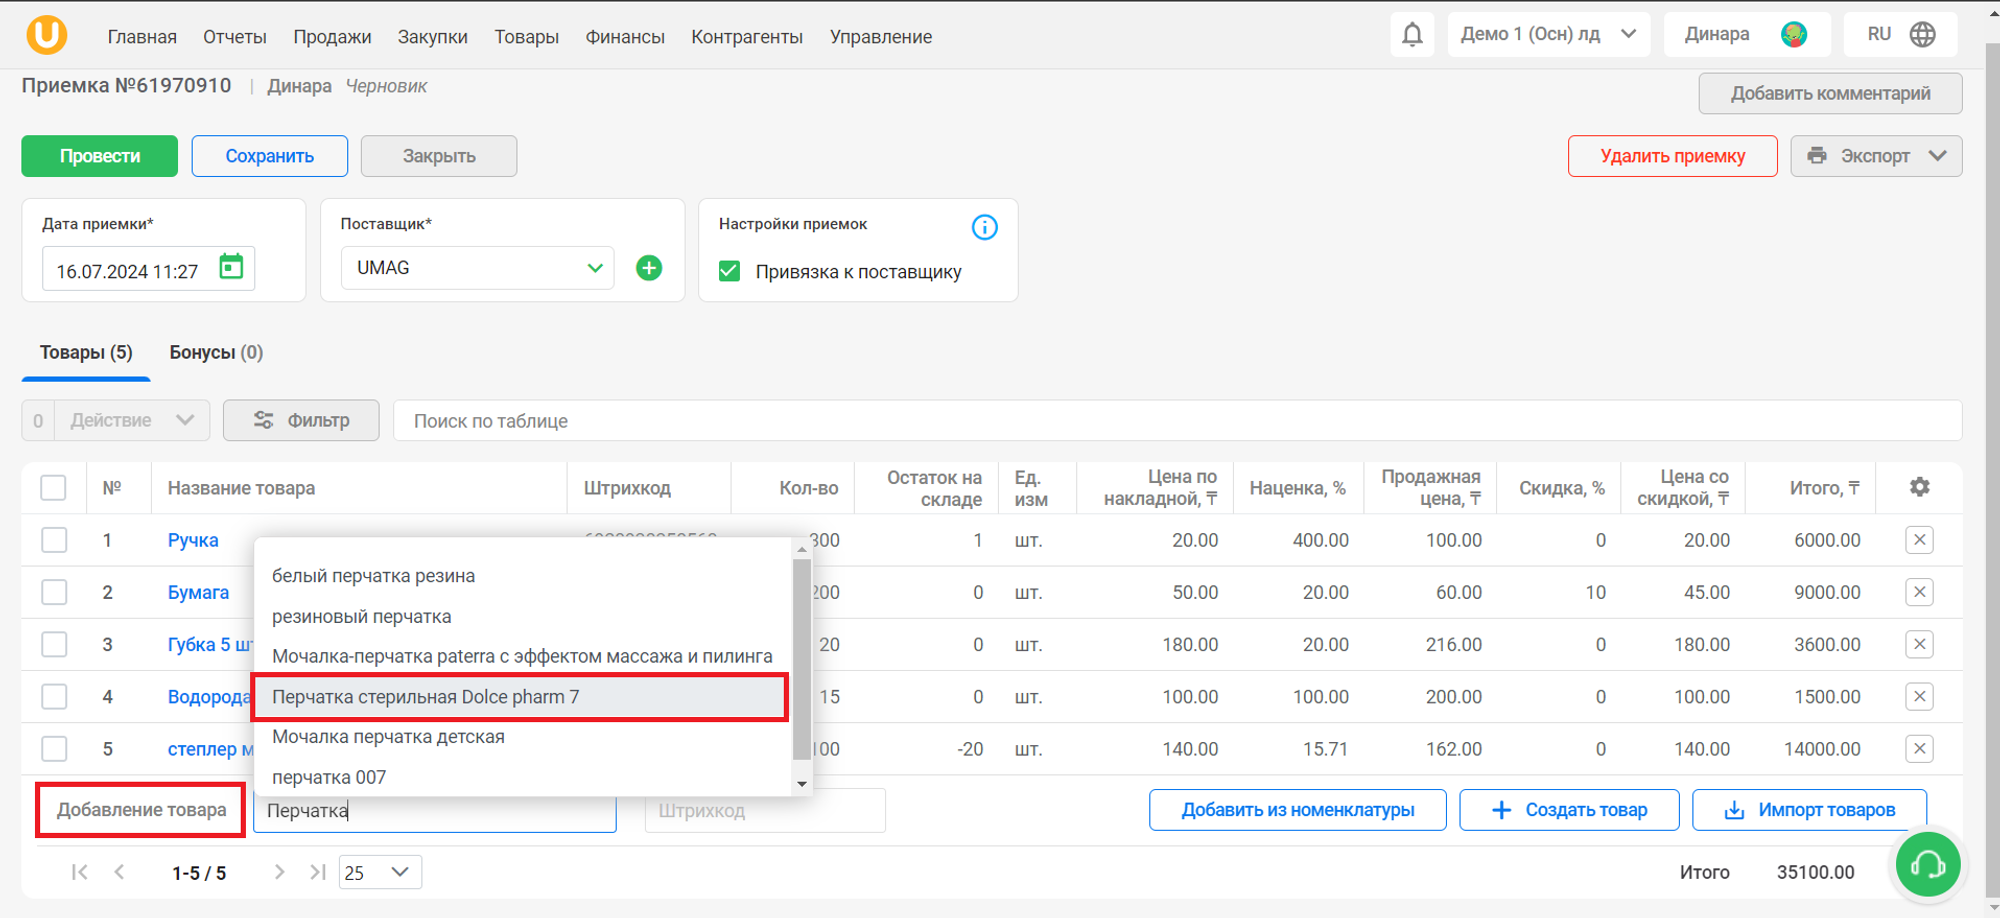 U Главная Отчеты Продажи Закупки Товары Финансы Контрагенты Управление Демо 1 (Осн) лд Динара RU
Приемка №61970910 | Динара Черновик Добавить комментарий
Провести Сохранить Закрыть Удалить приемку Экспорт
Дата приемки* Поставщик* Настройки приемок
16.07.2024 11:27 UMAG Привязка к поставщику
Товары (5) Бонусы (0)
0 Действие Фильтр Поиск по таблице
№ Название товара Штрихкод Кол-во Остаток на складе Ед. изм Цена по накладной, ₸ Наценка, % Продажная цена, ₸ Скидка, % Цена со скидкой, ₸ Итого, ₸
1 Ручка 300 1 шт. 20.00 400.00 100.00 0 20.00 6000.00
2 Бумага 200 0 шт. 50.00 20.00 60.00 10 45.00 9000.00
3 Губка 5 шт 20 0 шт. 180.00 20.00 216.00 0 180.00 3600.00
4 Водорода 15 0 шт. 100.00 100.00 200.00 0 100.00 1500.00
5 степлер м 100 -20 шт. 140.00 15.71 162.00 0 140.00 14000.00
белый перчатка резина
резиновый перчатка
Мочалка-перчатка paterra с эффектом массажа и пилинга
Перчатка стерильная Dolce pharm 7
Мочалка перчатка детская
перчатка 007
Добавление товара Перчатка Штрихкод Добавить из номенклатуры Создать товар Импорт товаров
1-5 / 5 25 Итого 35100.00